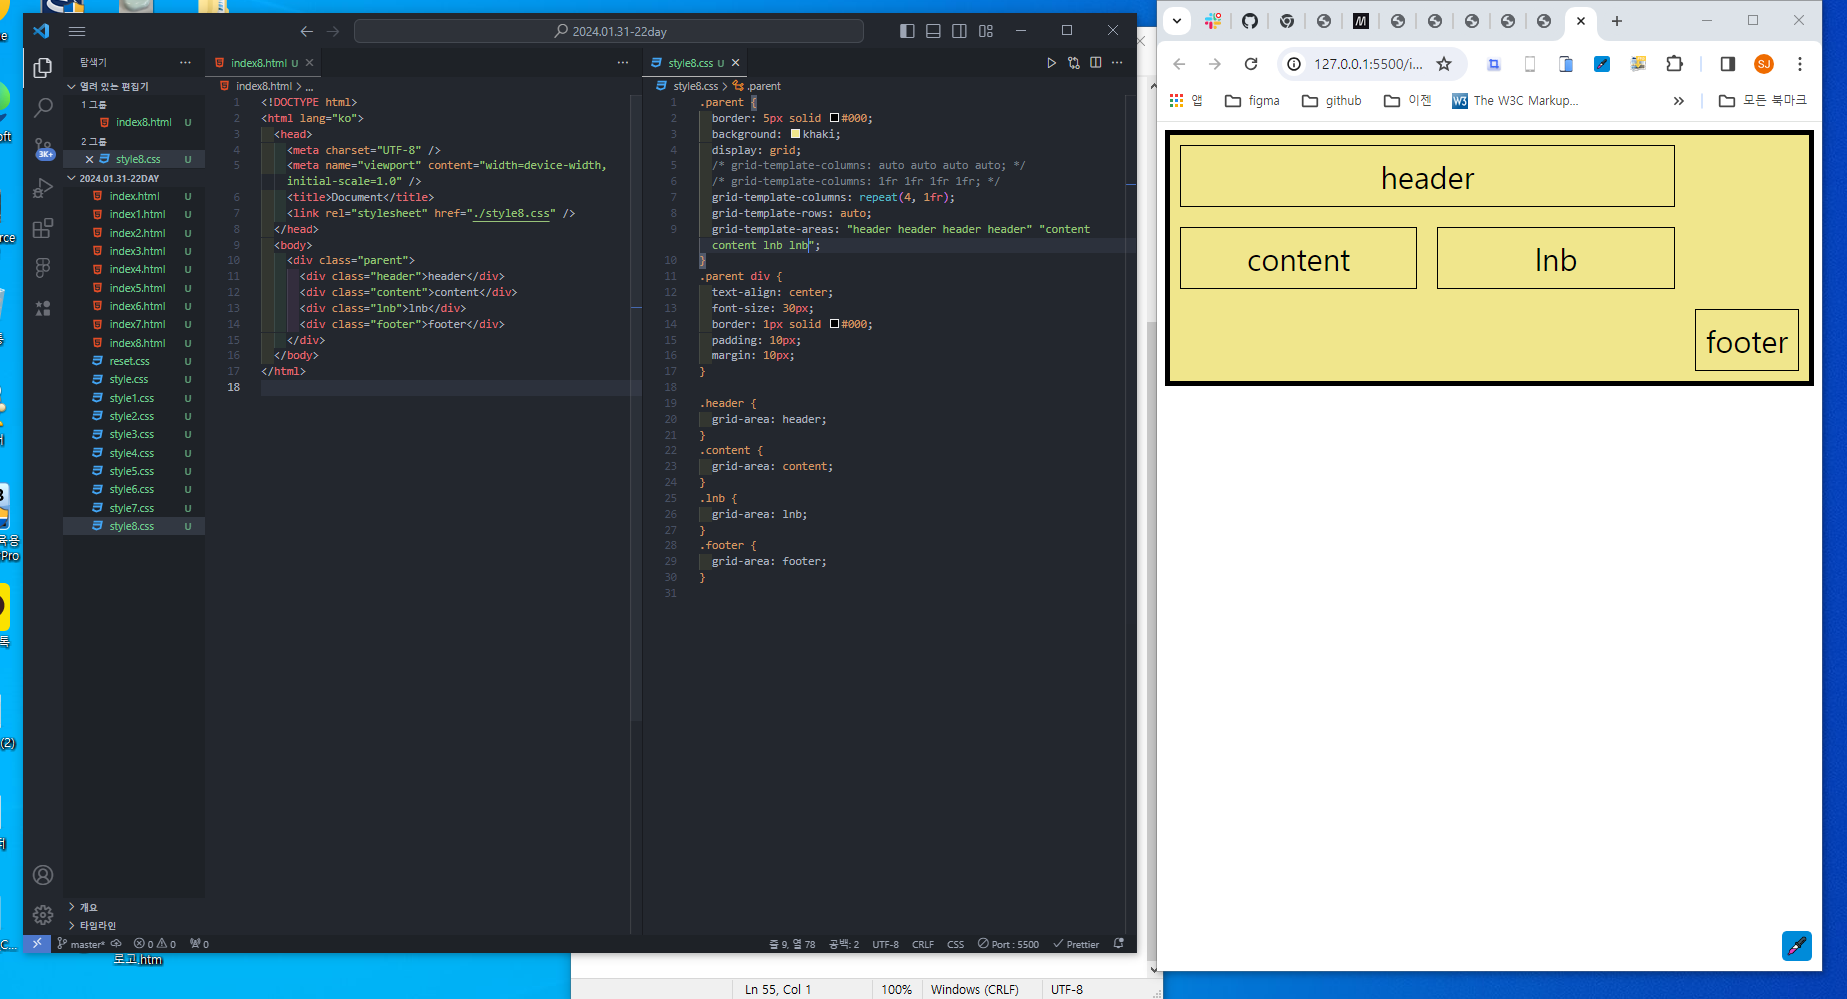 2024.01.31-22day
탐색기
열려 있는 편집기
1 그룹
index8.html U
2 그룹
style8.css U
2024.01.31-22DAY
index.html U
index1.html U
index2.html U
index3.html U
index4.html U
index5.html U
index6.html U
index7.html U
index8.html U
reset.css U
style.css U
style1.css U
style2.css U
style3.css U
style4.css U
style5.css U
style6.css U
style7.css U
style8.css U
개요
타임라인
3K+
index8.html U
index8.html > ...
1 <!DOCTYPE html>
2 <html lang="ko">
3 <head>
4 <meta charset="UTF-8" />
5 <meta name="viewport" content="width=device-width,
initial-scale=1.0" />
6 <title>Document</title>
7 <link rel="stylesheet" href="./style8.css" />
8 </head>
9 <body>
10 <div class="parent">
11 <div class="header">header</div>
12 <div class="content">content</div>
13 <div class="lnb">lnb</div>
14 <div class="footer">footer</div>
15 </div>
16 </body>
17 </html>
18
style8.css U
style8.css > .parent
1 .parent {
2 border: 5px solid #000;
3 background: khaki;
4 display: grid;
5 /* grid-template-columns: auto auto auto auto; */
6 /* grid-template-columns: 1fr 1fr 1fr 1fr; */
7 grid-template-columns: repeat(4, 1fr);
8 grid-template-rows: auto;
9 grid-template-areas: "header header header header" "content
content lnb lnb";
10 }
11 .parent div {
12 text-align: center;
13 font-size: 30px;
14 border: 1px solid #000;
15 padding: 10px;
16 margin: 10px;
17 }
18
19 .header {
20 grid-area: header;
21 }
22 .content {
23 grid-area: content;
24 }
25 .lnb {
26 grid-area: lnb;
27 }
28 .footer {
29 grid-area: footer;
30 }
31
master* 0 0 0
줄 9, 열 78 공백: 2 UTF-8 CRLF CSS Port : 5500 Prettier
로고.htm
Ln 55, Col 1 100% Windows (CRLF) UTF-8
127.0.0.1:5500/i...
SJ
앱 figma github 이젠 W3 The W3C Markup... 모든 북마크
header
content lnb
footer
(2)
Pro